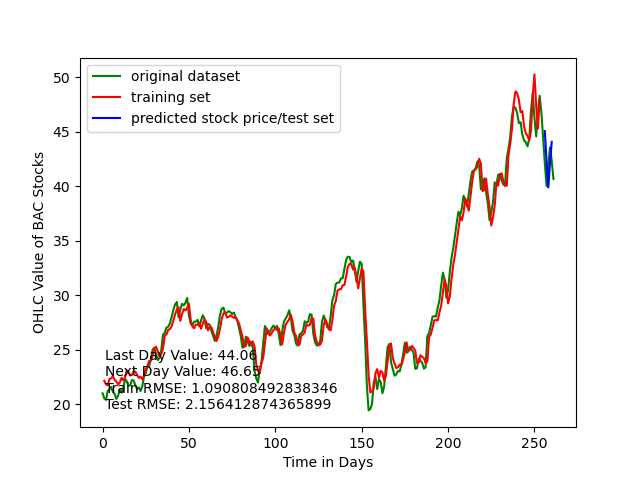 original dataset
training set
predicted stock price/test set
OHLC Value of BAC Stocks
50
45
40
35
30
25
20
Last Day Value: 44.06
Next Day Value: 46.65
Train RMSE: 1.090808492838346
Test RMSE: 2.156412874365899
0 50 100 150 200 250
Time in Days